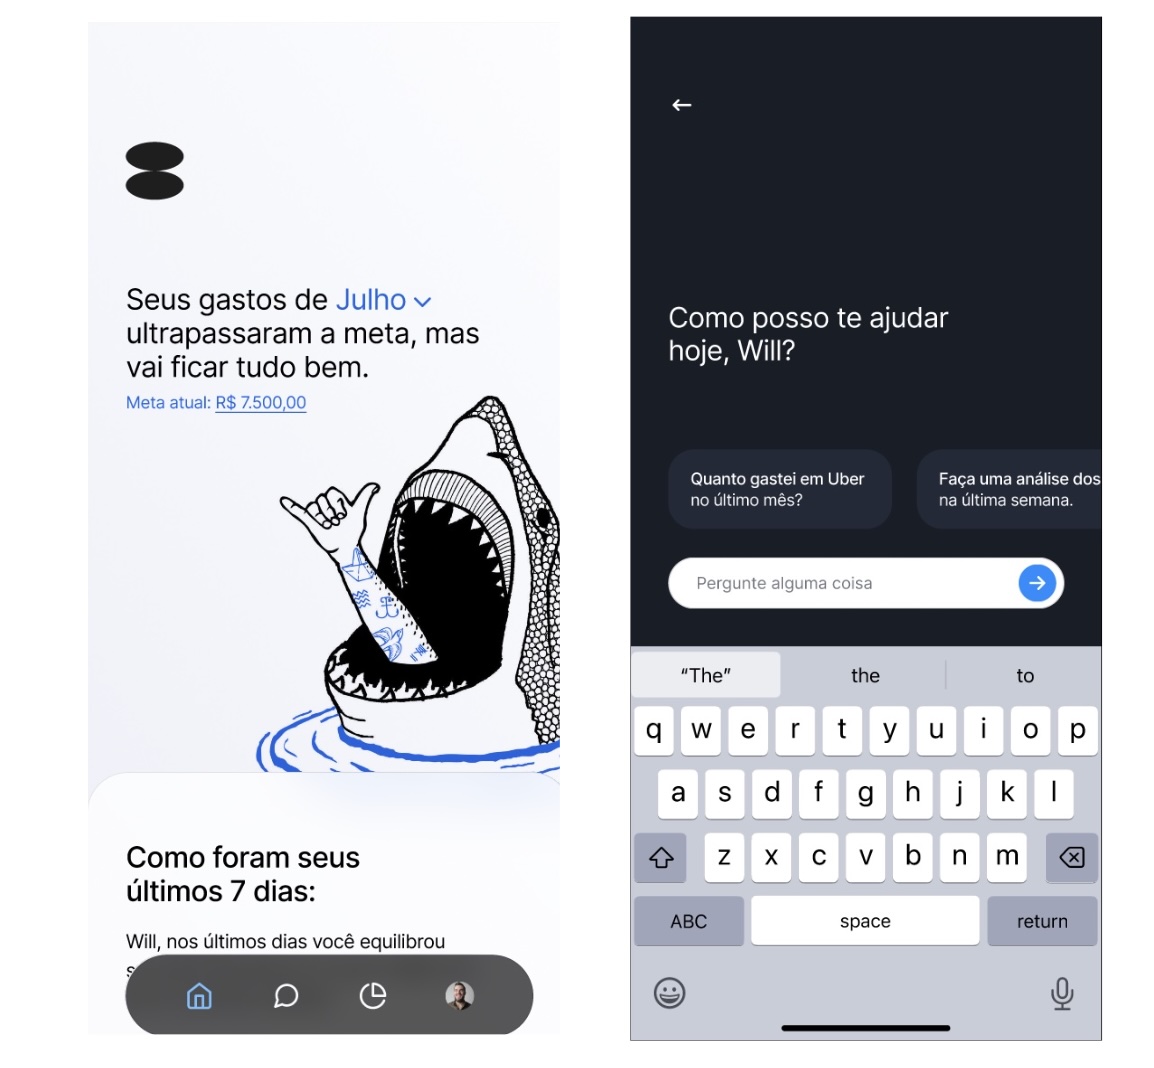 Seus gastos de Julho
ultrapassaram a meta, mas
vai ficar tudo bem.
Meta atual: R$ 7.500,00
Como foram seus
últimos 7 dias:
Will, nos últimos dias você equilibrou
Como posso te ajudar
hoje, Will?
Quanto gastei em Uber
no último mês?
Faça uma análise dos
na última semana.
Pergunte alguma coisa
“The” the to
q w e r t y u i o p
a s d f g h j k l
z x c v b n m
ABC space return